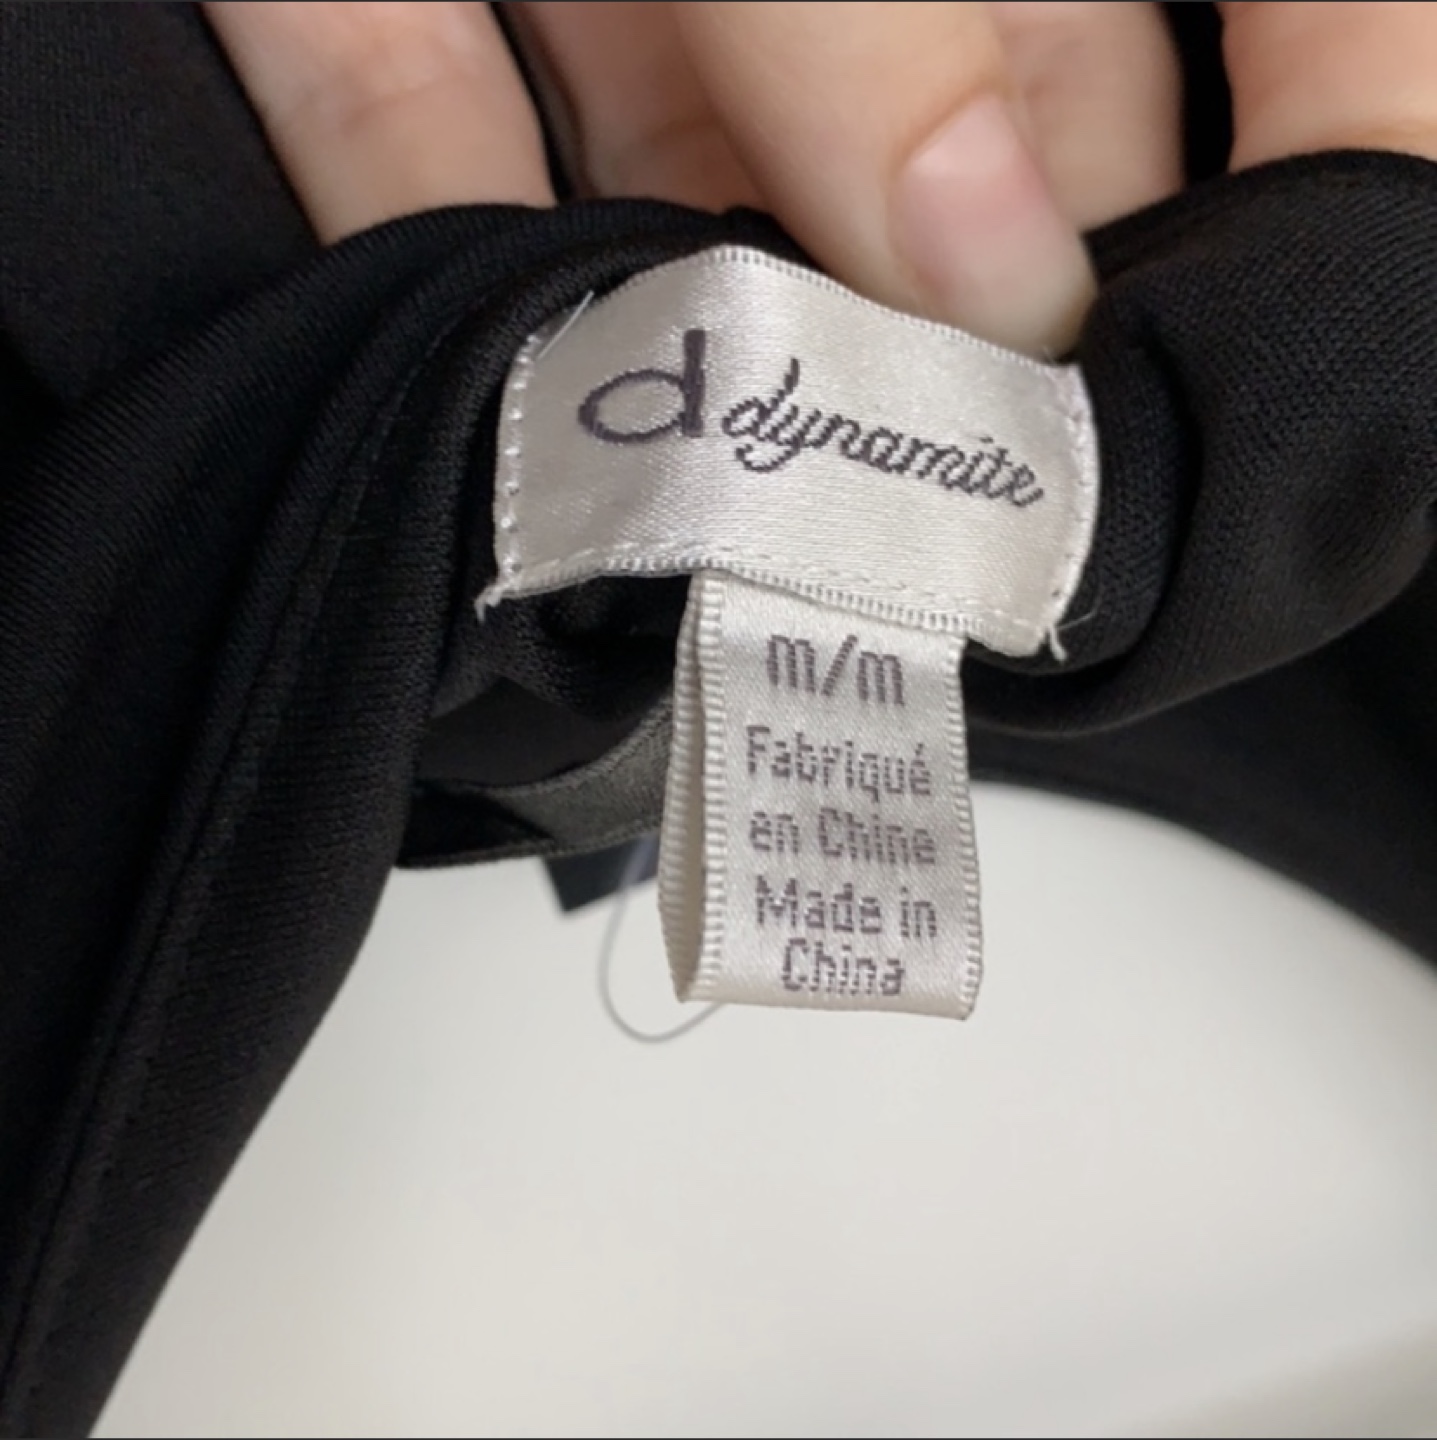 d dynamite
m/m
Fabriqué
en Chine
Made in
China